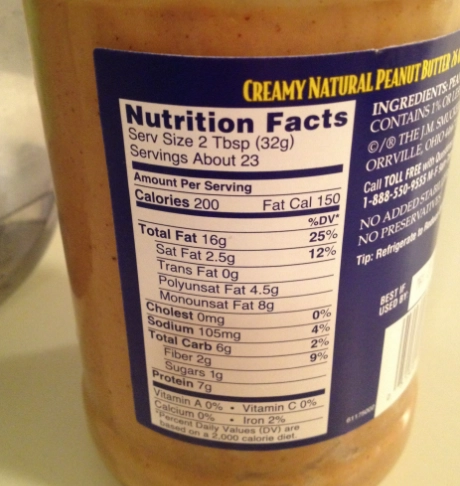 CREAMY NATURAL PEANUT BUTTER
Nutrition Facts
Serv Size 2 Tbsp (32g)
Servings About 23
Amount Per Serving
Calories 200 Fat Cal 150
%DV*
Total Fat 16g 25%
Sat Fat 2.5g 12%
Trans Fat 0g
Polyunsat Fat 4.5g
Monounsat Fat 8g
Cholest 0mg 0%
Sodium 105mg 4%
Total Carb 6g 2%
Fiber 2g 9%
Sugars 1g
Protein 7g
Vitamin A 0% • Vitamin C 0%
Calcium 0% • Iron 2%
*Percent Daily Values (DV) are
based on a 2,000 calorie diet.
INGREDIENTS:
CONTAINS 1% OR
©/® THE J.M.
ORRVILLE,
Call TOLL FREE with
1-888-550-9555
NO ADDED
NO
Tip: Refrigerate
BEST IF
USED BY